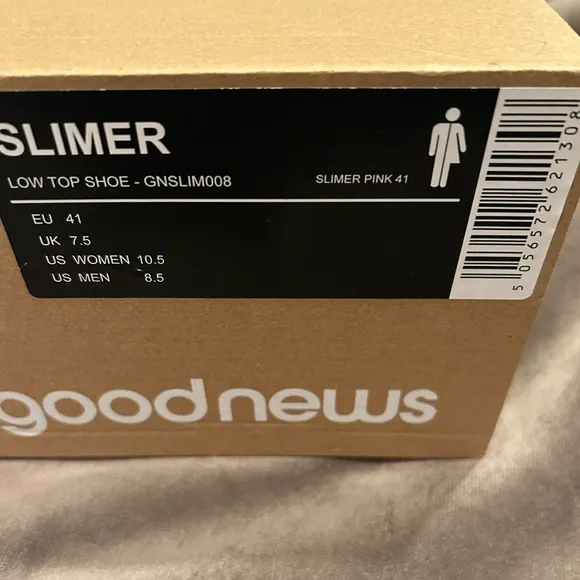 SLIMER
LOW TOP SHOE - GNSLIM008
SLIMER PINK 41
EU 41
UK 7.5
US WOMEN 10.5
US MEN 8.5
5 056572 621308
goodnews